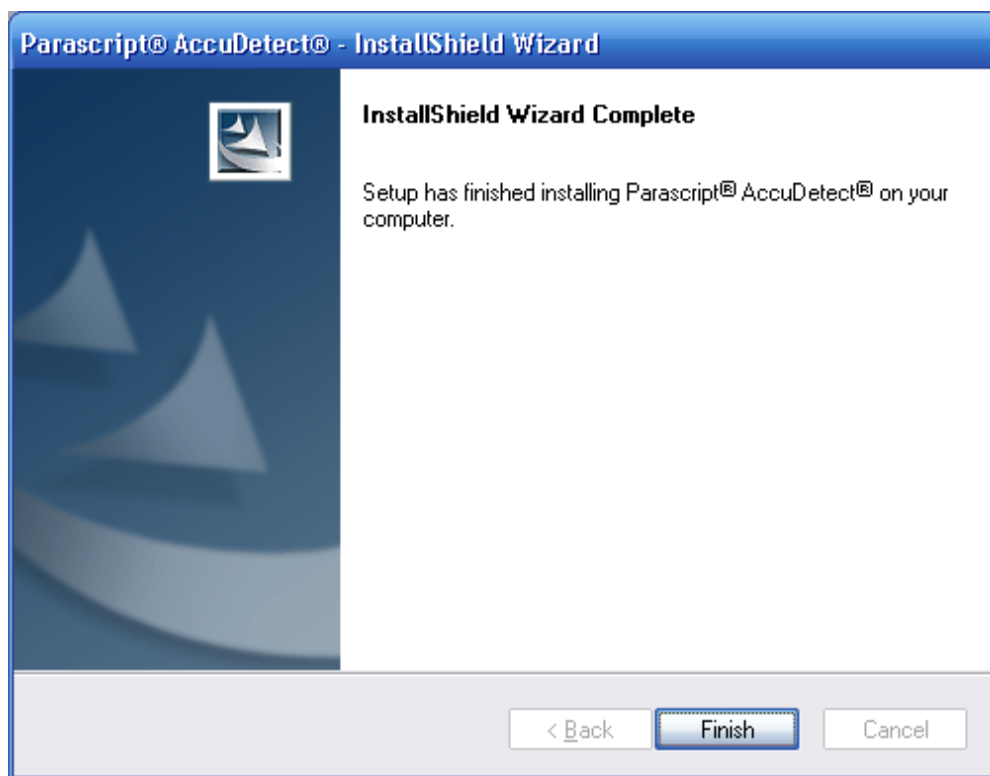 Parascript® AccuDetect® - InstallShield Wizard
InstallShield Wizard Complete
Setup has finished installing Parascript® AccuDetect® on your
computer.
< Back
Finish
Cancel